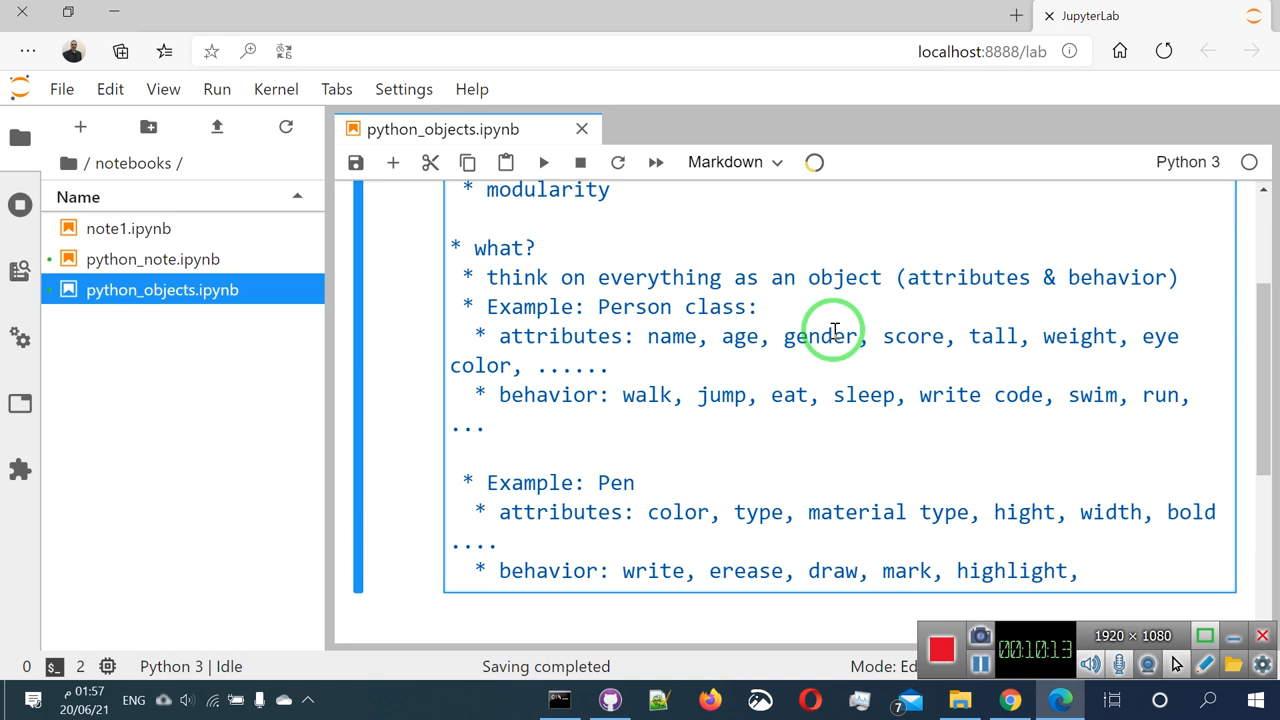 JupyterLab
localhost:8888/lab
File Edit View Run Kernel Tabs Settings Help
python_objects.ipynb
/ notebooks /
Markdown
Python 3
Name
note1.ipynb
python_note.ipynb
python_objects.ipynb
* modularity
* what?
* think on everything as an object (attributes & behavior)
* Example: Person class:
* attributes: name, age, gender, score, tall, weight, eye
color, ......
* behavior: walk, jump, eat, sleep, write code, swim, run,
...
* Example: Pen
* attributes: color, type, material type, hight, width, bold
....
* behavior: write, erease, draw, mark, highlight,
00:10:13
1920 × 1080
0
2
Python 3 | Idle
Saving completed
Mode: Ed
01:57 م
20/06/21
ENG
7